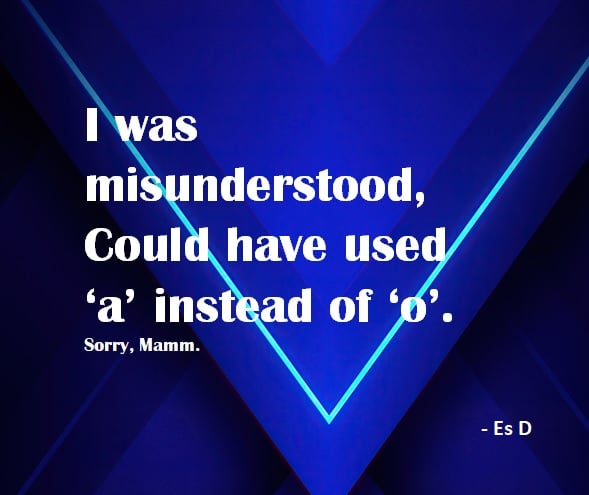 I was
misunderstood,
Could have used
‘a’ instead of ‘o’.
Sorry, Mamm.
- Es D